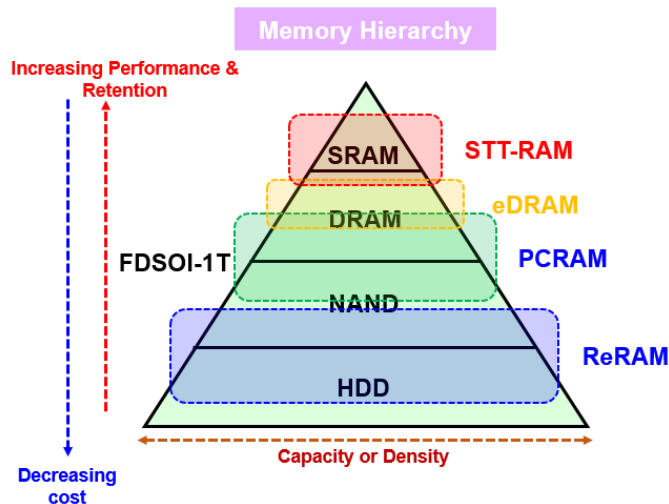 Memory Hierarchy
Increasing Performance &
Retention
SRAM
STT-RAM
eDRAM
DRAM
FDSOI-1T
PCRAM
NAND
ReRAM
HDD
Capacity or Density
Decreasing
cost